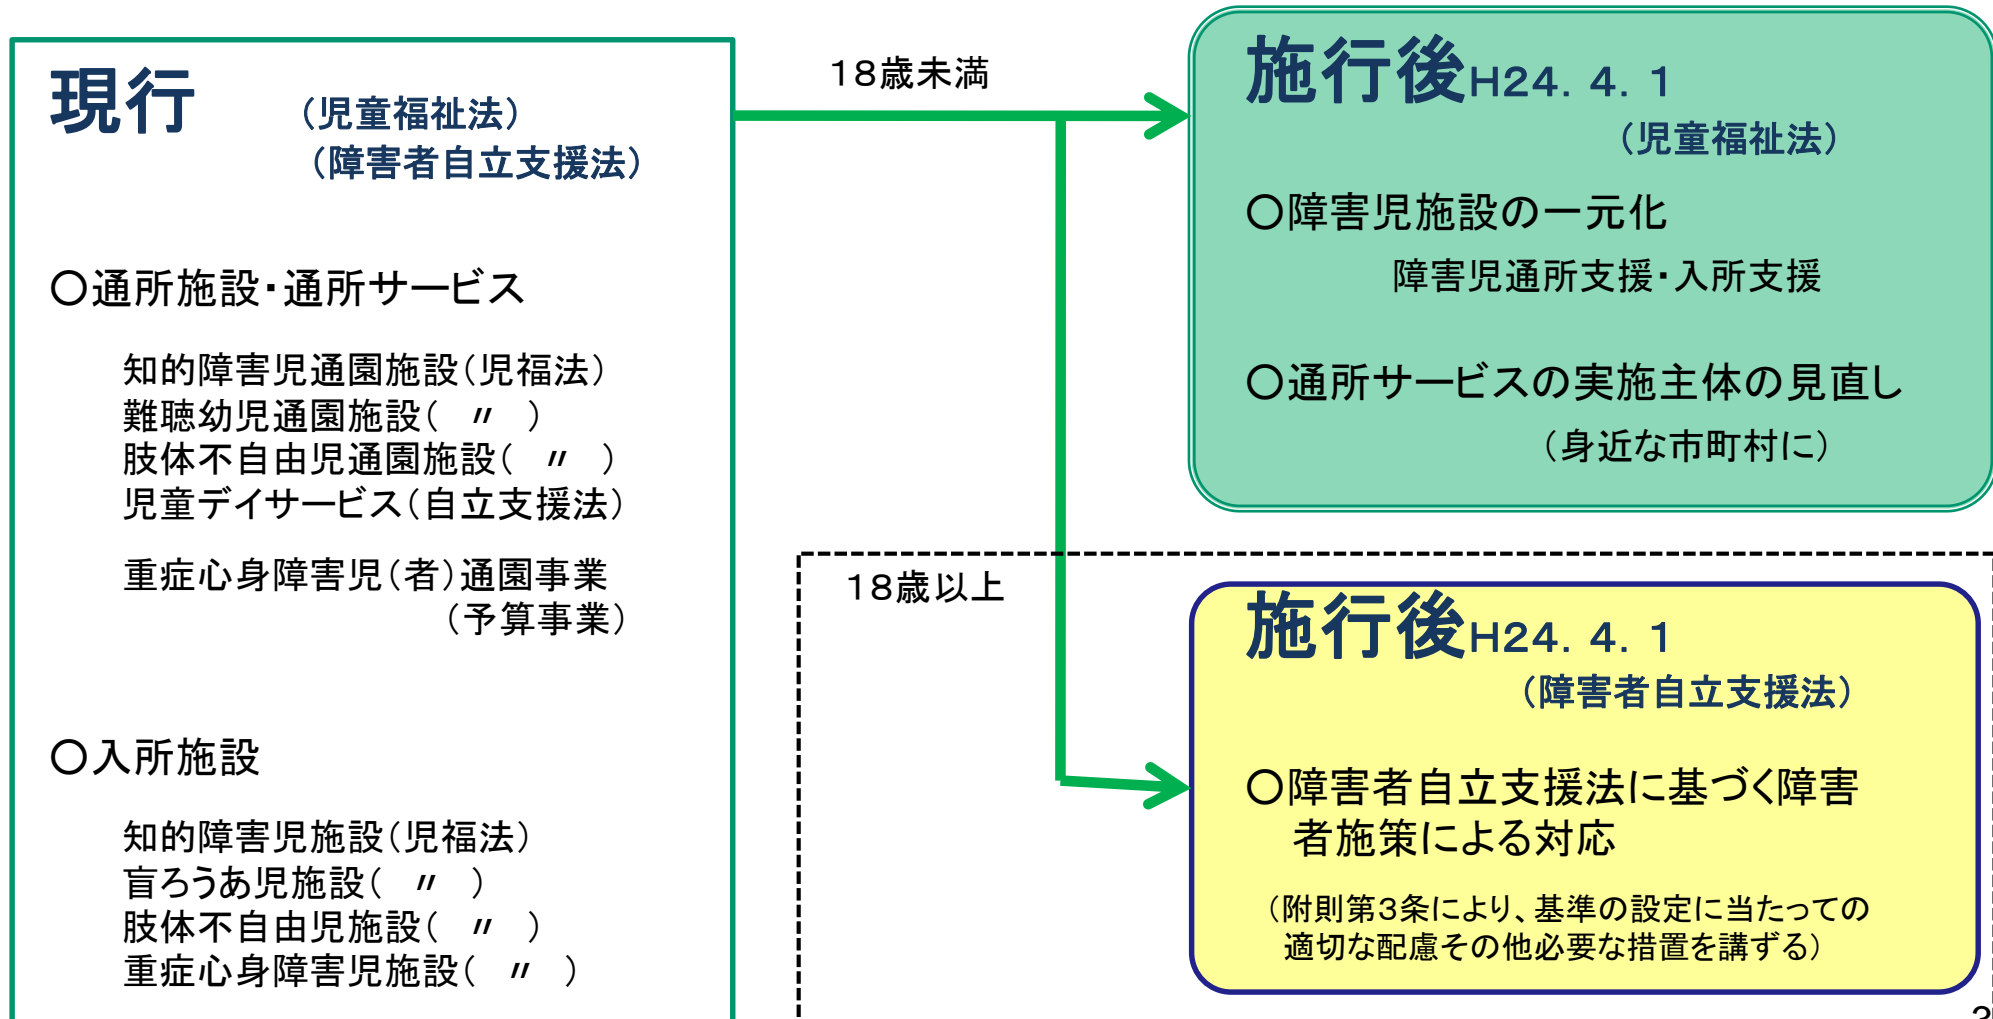 現行
（児童福祉法）
（障害者自立支援法）
○通所施設・通所サービス
知的障害児通園施設（児福法）
難聴幼児通園施設（　〃　）
肢体不自由児通園施設（　〃　）
児童デイサービス（自立支援法）
重症心身障害児（者）通園事業
（予算事業）
○入所施設
知的障害児施設（児福法）
盲ろうあ児施設（　〃　）
肢体不自由児施設（　〃　）
重症心身障害児施設（　〃　）
18歳未満
施行後H24．4．1
（児童福祉法）
○障害児施設の一元化
障害児通所支援・入所支援
○通所サービスの実施主体の見直し
（身近な市町村に）
18歳以上
施行後H24．4．1
（障害者自立支援法）
○障害者自立支援法に基づく障害
者施策による対応
（附則第3条により、基準の設定に当たっての
適切な配慮その他必要な措置を講ずる）